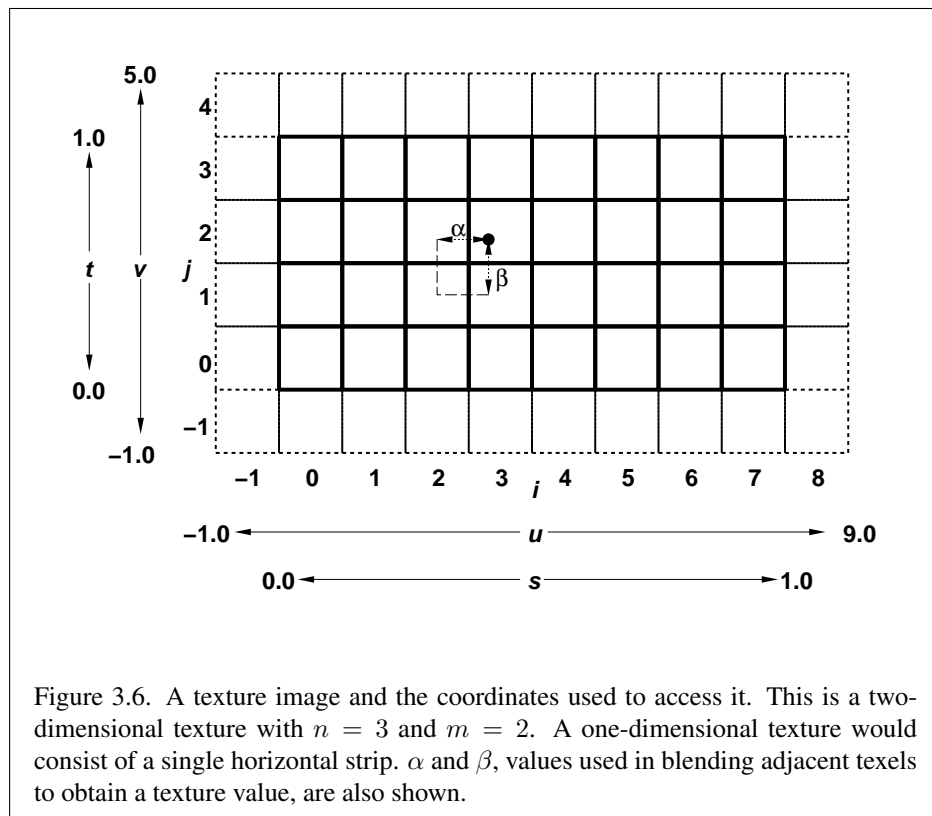 5.0
4
1.0
3
α
2
t v j
β
1
0
0.0
−1
−1.0
−1 0 1 2 3 4 5 6 7 8
i
−1.0 u 9.0
0.0 s 1.0
Figure 3.6. A texture image and the coordinates used to access it. This is a two-
dimensional texture with n = 3 and m = 2. A one-dimensional texture would
consist of a single horizontal strip. α and β, values used in blending adjacent texels
to obtain a texture value, are also shown.